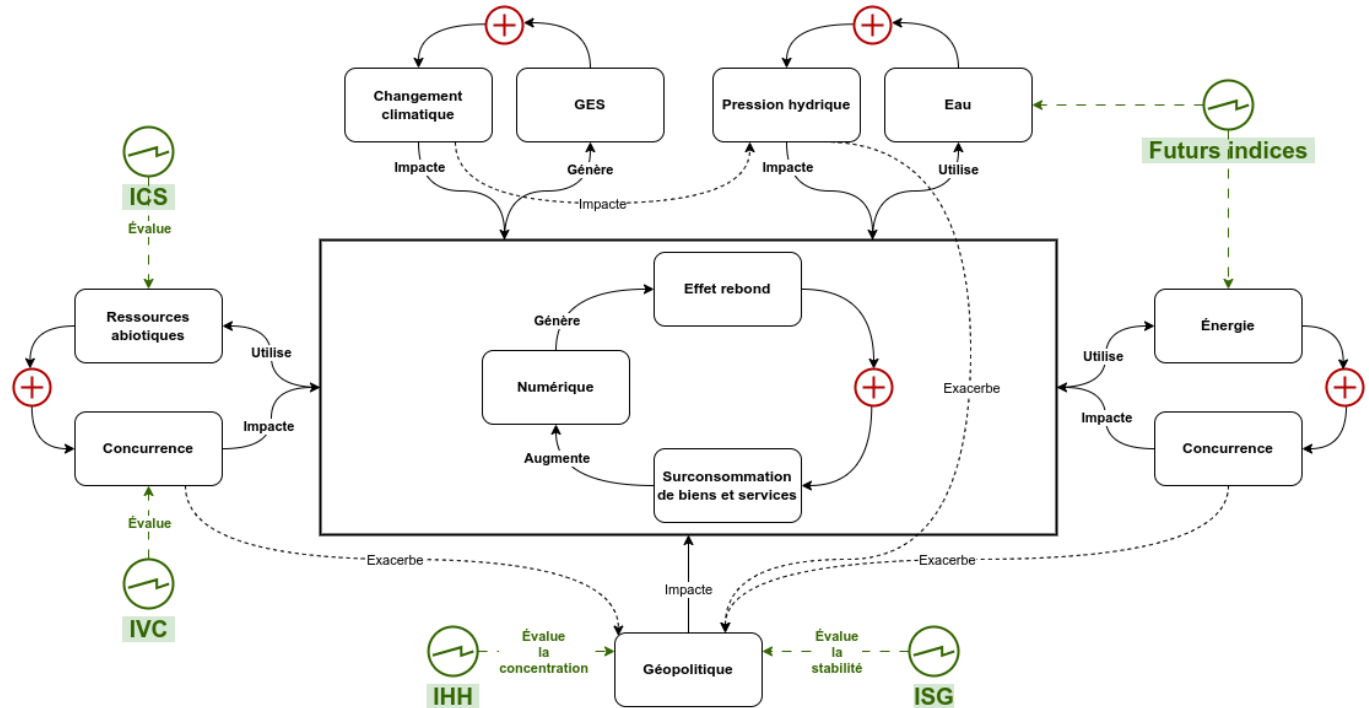 Changement
climatique
GES
Pression hydrique
Eau
Futurs indices
Impacte
Génère
Impacte
Impacte
Utilise
ICS
Évalue
Ressources
abiotiques
Utilise
Concurrence
Impacte
Évalue
IVC
Effet rebond
Génère
Numérique
Augmente
Surconsommation
de biens et services
Exacerbe
Énergie
Utilise
Impacte
Concurrence
Exacerbe
Exacerbe
Impacte
Géopolitique
Évalue
la
concentration
IHH
Évalue
la
stabilité
ISG